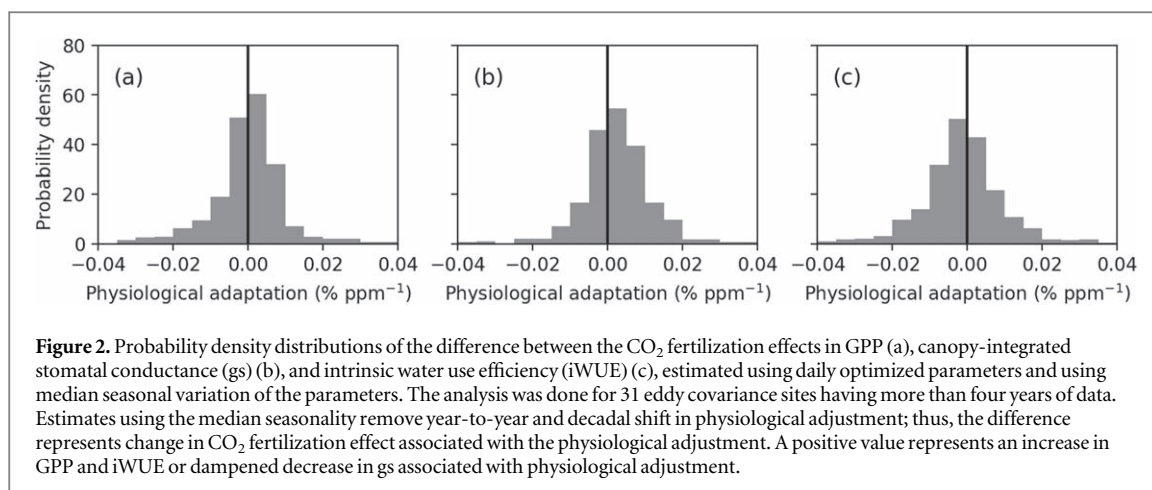 80
60
40
20
0
Probability density
(a)
(b)
(c)
−0.04 −0.02 0.00 0.02 0.04
−0.04 −0.02 0.00 0.02 0.04
−0.04 −0.02 0.00 0.02 0.04
Physiological adaptation (% ppm⁻¹)
Physiological adaptation (% ppm⁻¹)
Physiological adaptation (% ppm⁻¹)
Figure 2. Probability density distributions of the difference between the CO₂ fertilization effects in GPP (a), canopy-integrated
stomatal conductance (gs) (b), and intrinsic water use efficiency (iWUE) (c), estimated using daily optimized parameters and using
median seasonal variation of the parameters. The analysis was done for 31 eddy covariance sites having more than four years of data.
Estimates using the median seasonality remove year-to-year and decadal shift in physiological adjustment; thus, the difference
represents change in CO₂ fertilization effect associated with the physiological adjustment. A positive value represents an increase in
GPP and iWUE or dampened decrease in gs associated with physiological adjustment.